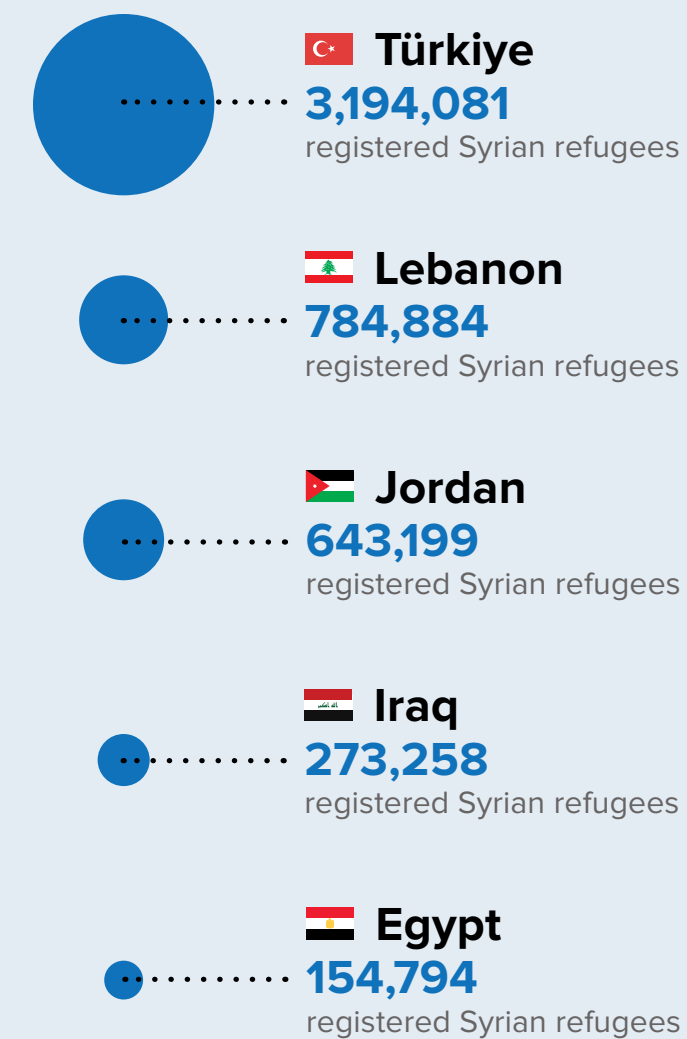 Türkiye
3,194,081
registered Syrian refugees
Lebanon
784,884
registered Syrian refugees
Jordan
643,199
registered Syrian refugees
Iraq
273,258
registered Syrian refugees
Egypt
154,794
registered Syrian refugees